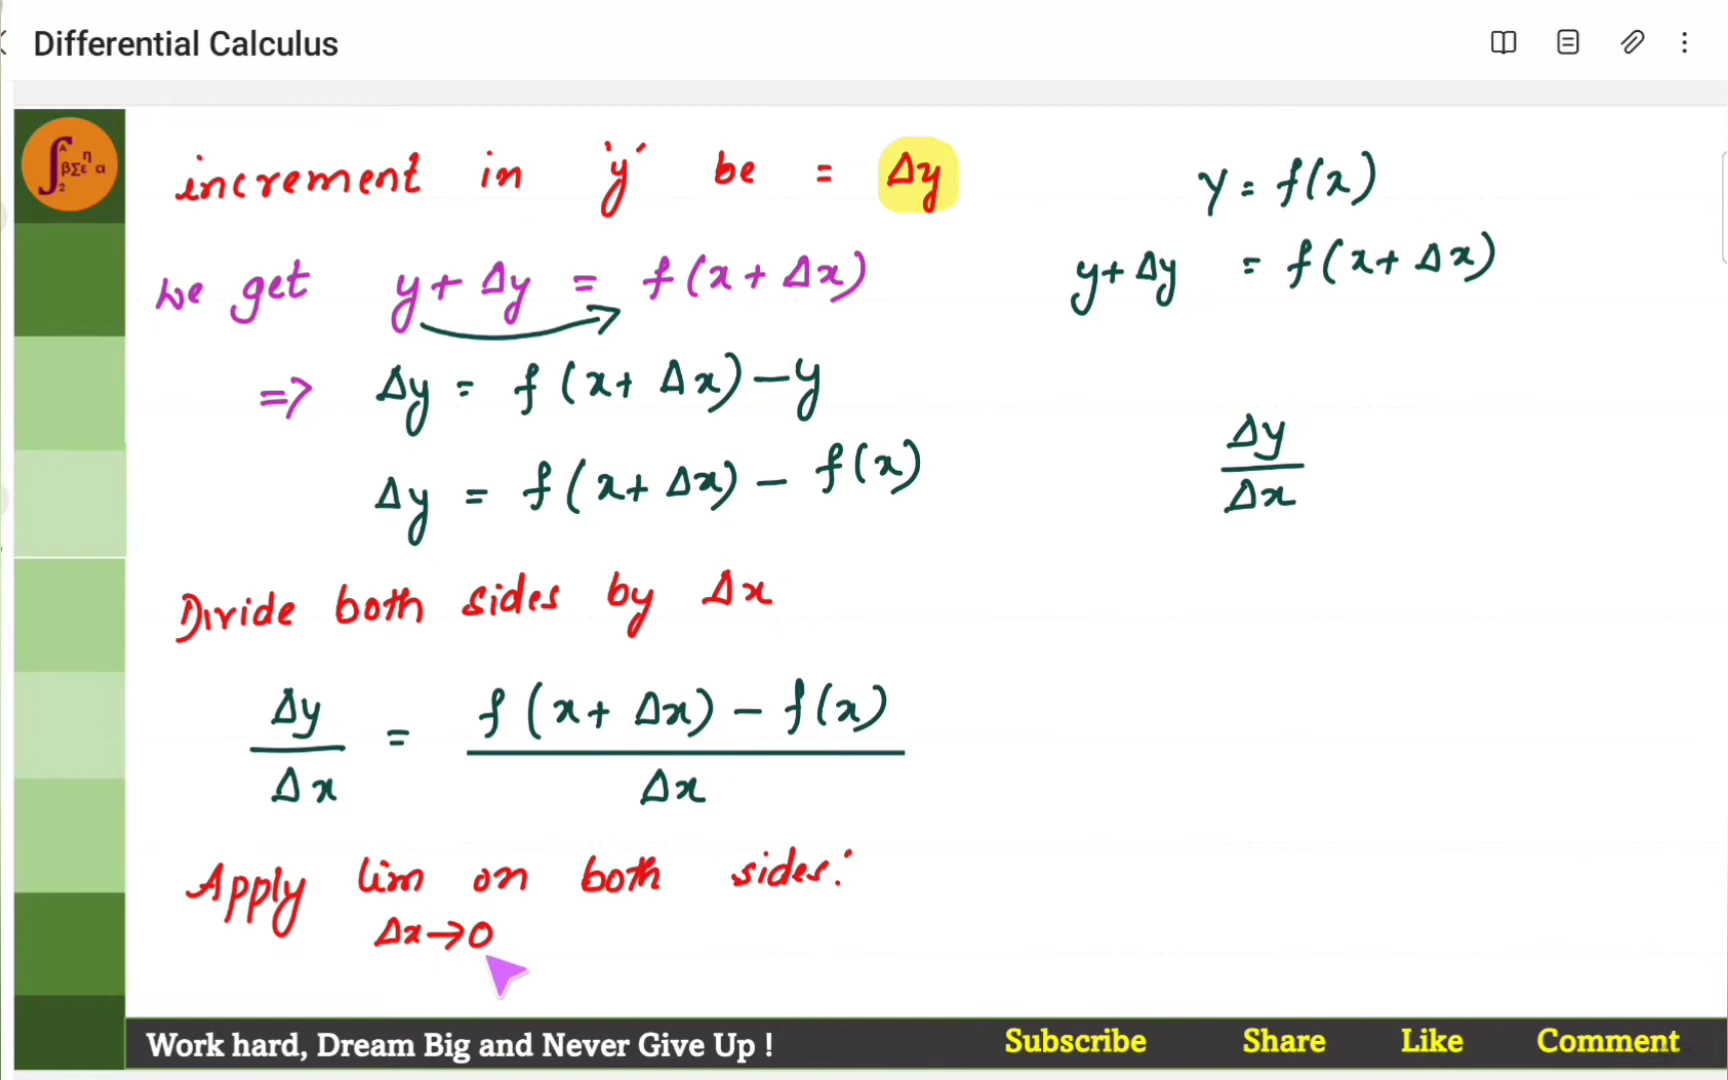 Differential Calculus
increment in 'y' be = Δy
y = f(x)
we get y + Δy = f(x + Δx)
y + Δy = f(x + Δx)
=> Δy = f(x + Δx) – y
Δy = f(x + Δx) – f(x)
Δy
Δx
Divide both sides by Δx
Δy = f(x + Δx) – f(x)
Δx Δx
Apply lim on both sides:
Δx→0
Work hard, Dream Big and Never Give Up ! Subscribe Share Like Comment